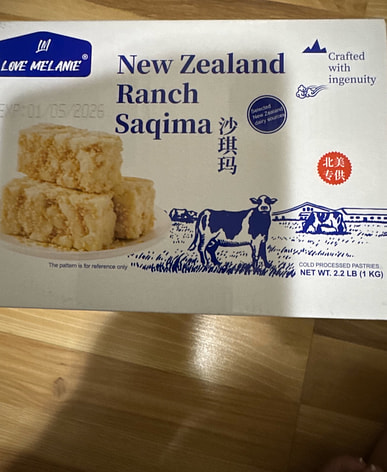 LOVE MELANIE®
EXP:01/05/2026
New Zealand
Ranch
Saqima 沙琪玛
Selected
New Zealand
dairy sources
Crafted
with
ingenuity
北美
专供
The pattern is for reference only
COLD PROCESSED PASTRIES
NET WT. 2.2 LB (1 KG)